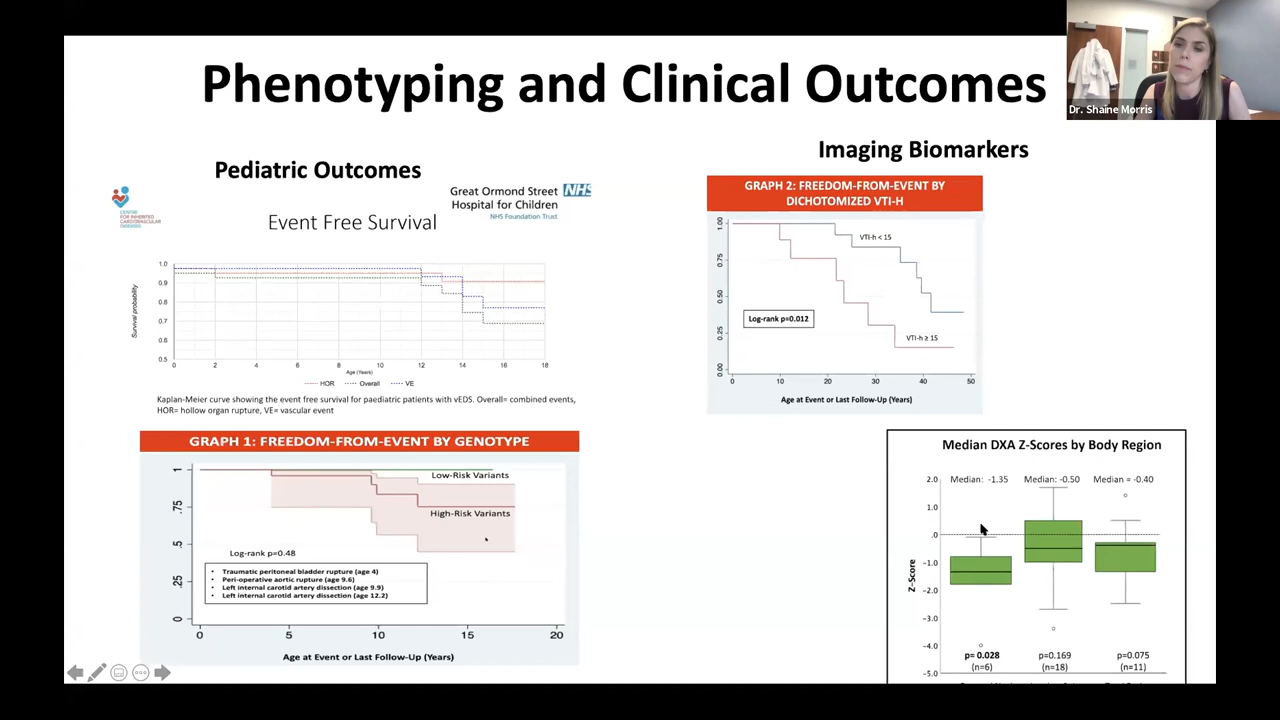 Phenotyping and Clinical Outcomes
Dr. Shaine Morris
Pediatric Outcomes
CENTRE
FOR INHERITED
CARDIOVASCULAR
DISEASES
Great Ormond Street
Hospital for Children
NHS Foundation Trust
NHS
Event Free Survival
Survival probability
1.0
0.9
0.8
0.7
0.6
0.5
0 2 4 6 8 10 12 14 16 18
Age (Years)
HOR Overall VE
Kaplan-Meier curve showing the event free survival for paediatric patients with vEDS. Overall= combined events,
HOR= hollow organ rupture, VE= vascular event
GRAPH 1: FREEDOM-FROM-EVENT BY GENOTYPE
1
.75
.5
.25
0
Low-Risk Variants
High-Risk Variants
Log-rank p=0.48
• Traumatic peritoneal bladder rupture (age 4)
• Peri-operative aortic rupture (age 9.6)
• Left internal carotid artery dissection (age 9.9)
• Left internal carotid artery dissection (age 12.2)
0 5 10 15 20
Age at Event or Last Follow-Up (Years)
Imaging Biomarkers
GRAPH 2: FREEDOM-FROM-EVENT BY
DICHOTOMIZED VTI-H
1.00
0.75
0.50
0.25
0.00
VTI-h < 15
Log-rank p=0.012
VTI-h ≥ 15
0 10 20 30 40 50
Age at Event or Last Follow-Up (Years)
Median DXA Z-Scores by Body Region
Median: -1.35 Median: -0.50 Median = -0.40
Z-Score
2.0
1.0
.0
-1.0
-2.0
-3.0
-4.0
-5.0
p= 0.028 p=0.169 p=0.075
(n=6) (n=18) (n=11)